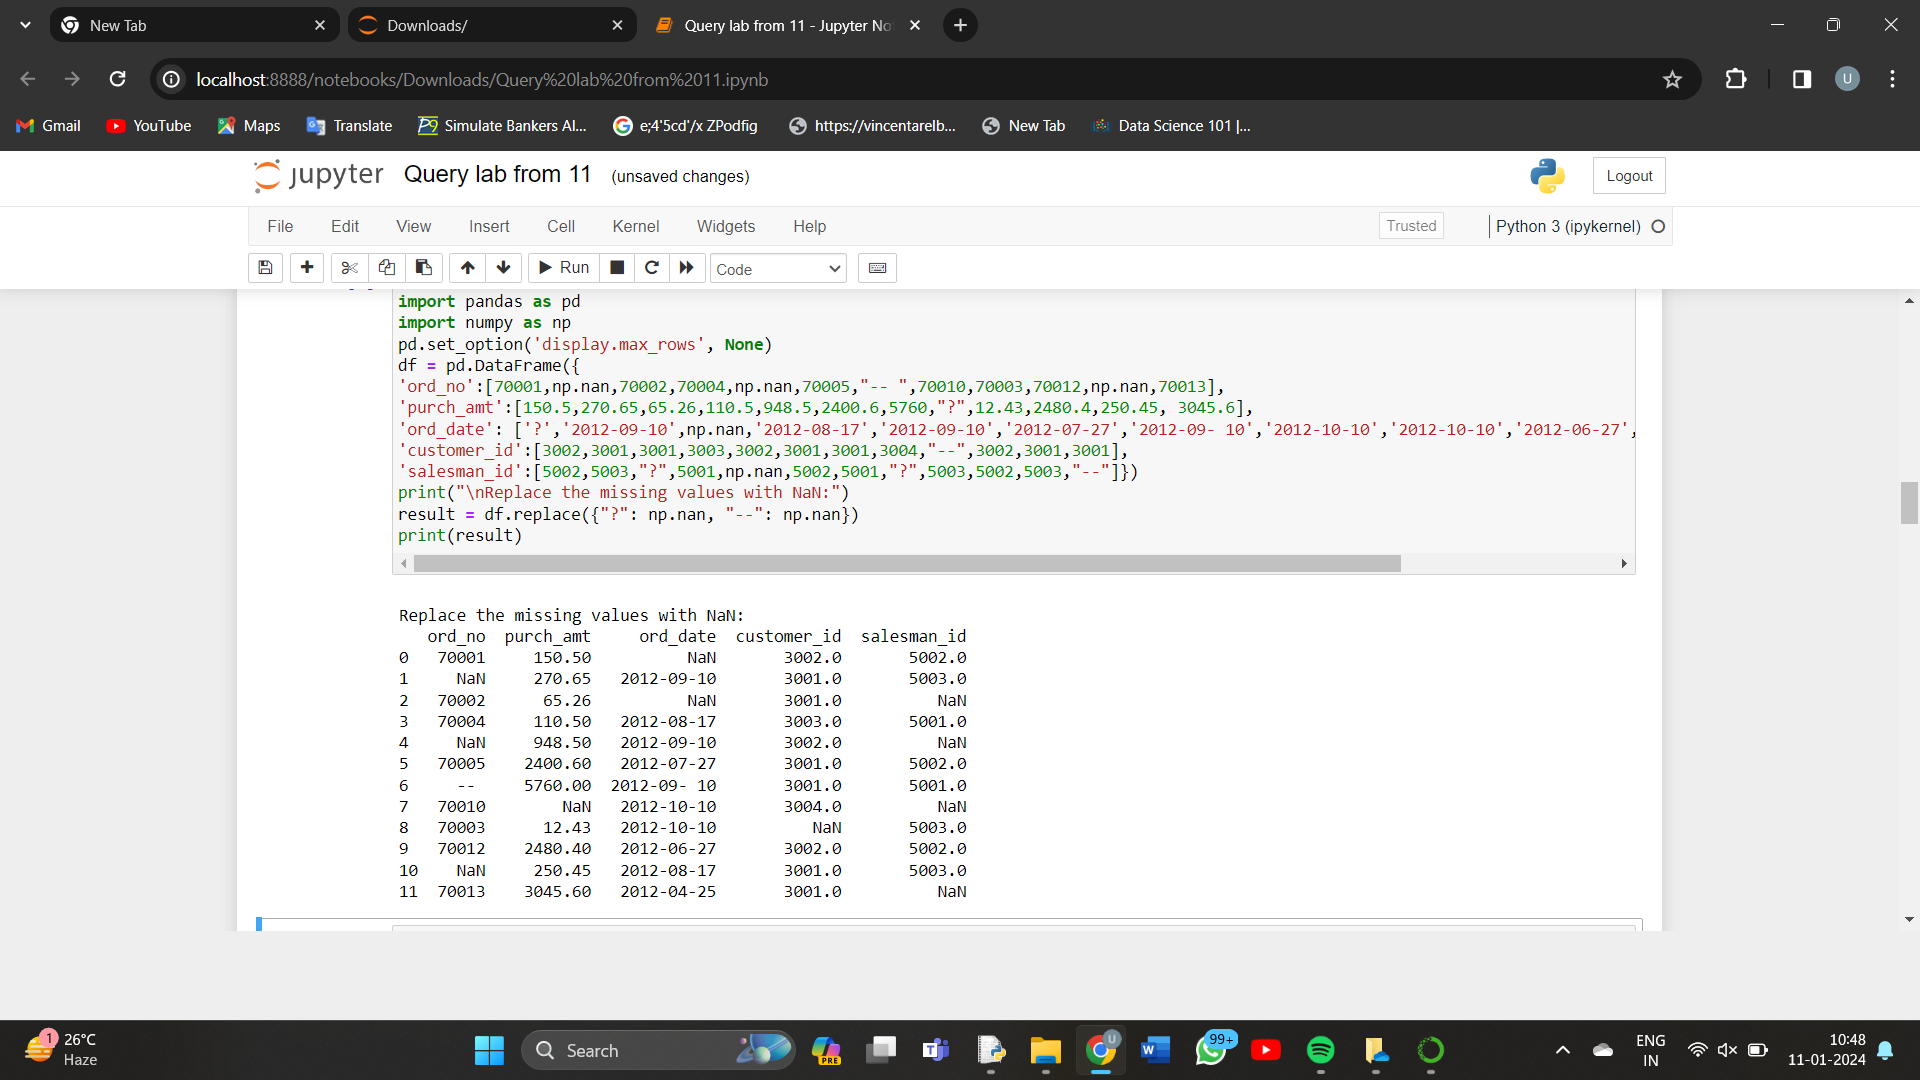 New Tab
Downloads/
Query lab from 11 - Jupyter No
localhost:8888/notebooks/Downloads/Query%20lab%20from%2011.ipynb
U
Gmail
YouTube
Maps
Translate
Simulate Bankers Al...
e;4'5cd'/x ZPodfig
https://vincentarelb...
New Tab
Data Science 101 |...
jupyter Query lab from 11 (unsaved changes)
Logout
File Edit View Insert Cell Kernel Widgets Help
Trusted
Python 3 (ipykernel)
Run
Code
import pandas as pd
import numpy as np
pd.set_option('display.max_rows', None)
df = pd.DataFrame({
'ord_no':[70001,np.nan,70002,70004,np.nan,70005,"-- ",70010,70003,70012,np.nan,70013],
'purch_amt':[150.5,270.65,65.26,110.5,948.5,2400.6,5760,"?",12.43,2480.4,250.45, 3045.6],
'ord_date': ['?','2012-09-10',np.nan,'2012-08-17','2012-09-10','2012-07-27','2012-09- 10','2012-10-10','2012-10-10','2012-06-27',
'customer_id':[3002,3001,3001,3003,3002,3001,3001,3004,"--",3002,3001,3001],
'salesman_id':[5002,5003,"?",5001,np.nan,5002,5001,"?",5003,5002,5003,"--"]})
print("\nReplace the missing values with NaN:")
result = df.replace({"?": np.nan, "--": np.nan})
print(result)
Replace the missing values with NaN:
ord_no purch_amt ord_date customer_id salesman_id
0 70001 150.50 NaN 3002.0 5002.0
1 NaN 270.65 2012-09-10 3001.0 5003.0
2 70002 65.26 NaN 3001.0 NaN
3 70004 110.50 2012-08-17 3003.0 5001.0
4 NaN 948.50 2012-09-10 3002.0 NaN
5 70005 2400.60 2012-07-27 3001.0 5002.0
6 -- 5760.00 2012-09- 10 3001.0 5001.0
7 70010 NaN 2012-10-10 3004.0 NaN
8 70003 12.43 2012-10-10 NaN 5003.0
9 70012 2480.40 2012-06-27 3002.0 5002.0
10 NaN 250.45 2012-08-17 3001.0 5003.0
11 70013 3045.60 2012-04-25 3001.0 NaN
1
26°C
Haze
Search
PRE
U
99+
ENG
IN
10:48
11-01-2024